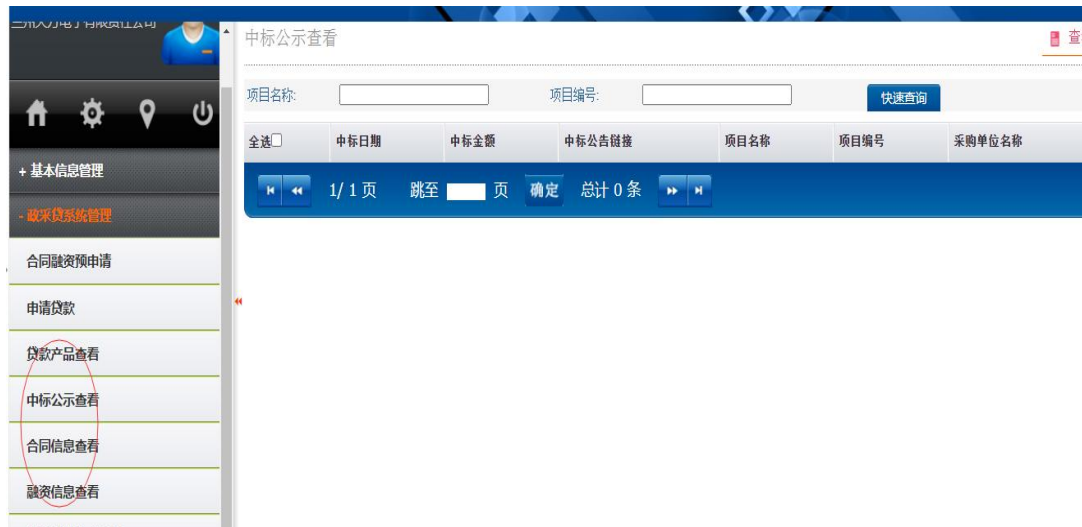 中标公示查看
查
项目名称:
项目编号:
快速查询
全选 中标日期 中标金额 中标公告链接 项目名称 项目编号 采购单位名称
1/ 1 页 跳至 页 确定 总计 0 条
+ 基本信息管理
- 政采贷系统管理
合同融资预申请
申请贷款
贷款产品查看
中标公示查看
合同信息查看
融资信息查看